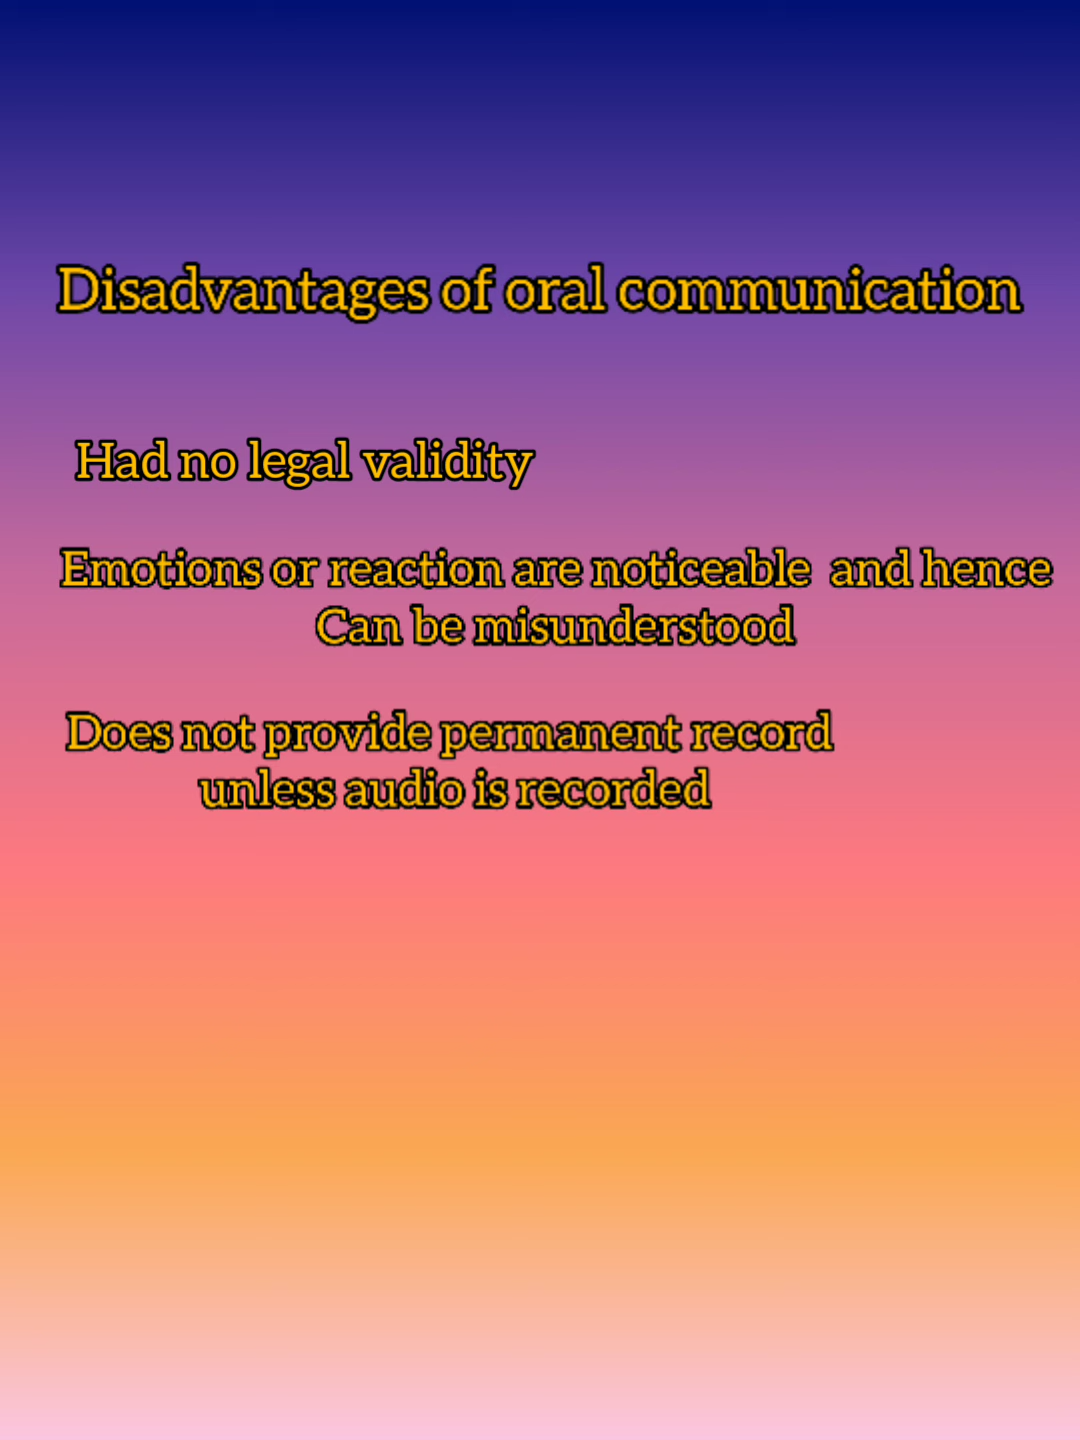 Disadvantages of oral communication
Had no legal validity
Emotions or reaction are noticeable and hence
Can be misunderstood
Does not provide permanent record
unless audio is recorded